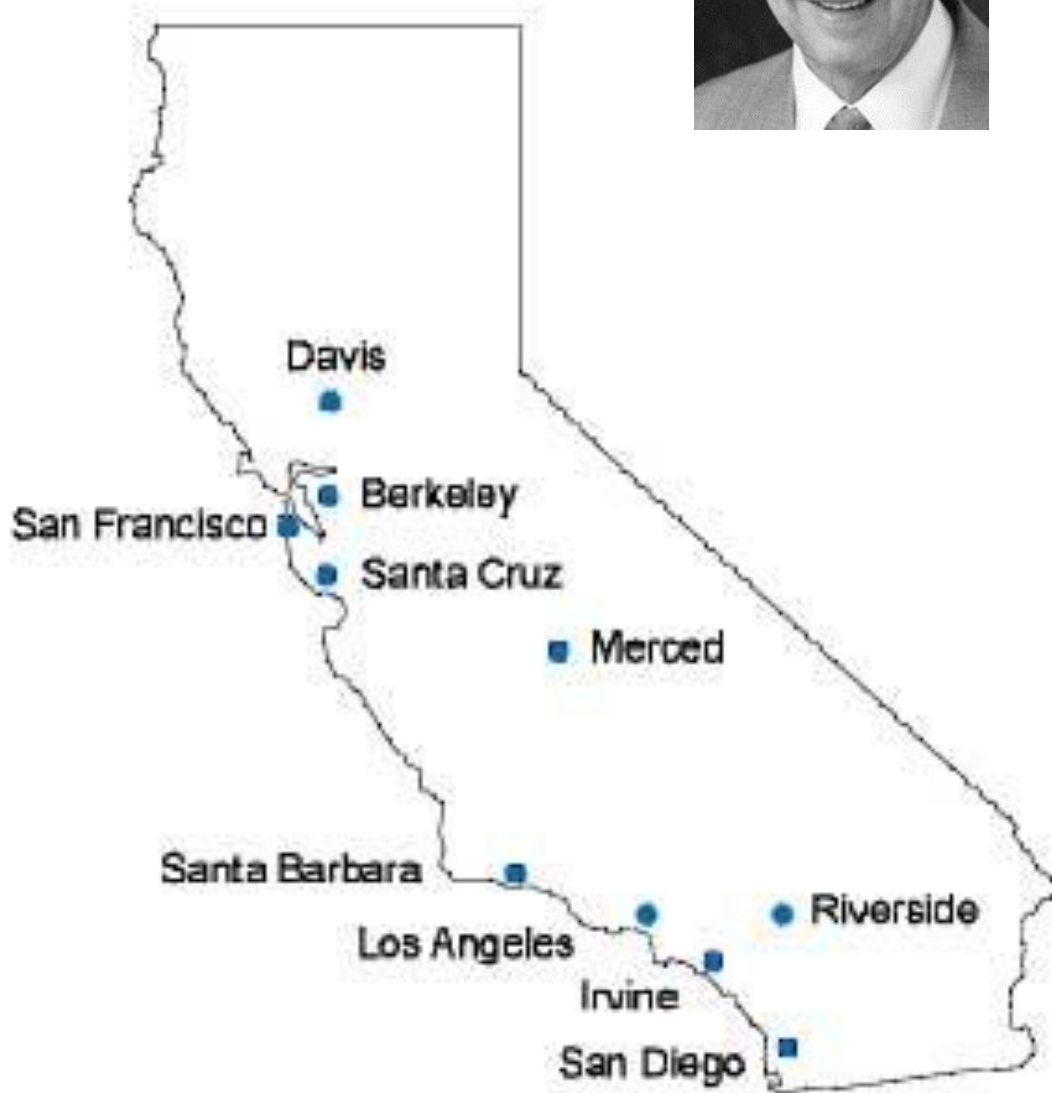 Davis
Berkeley
San Francisco
Santa Cruz
Merced
Santa Barbara
Riverside
Los Angeles
Irvine
San Diego